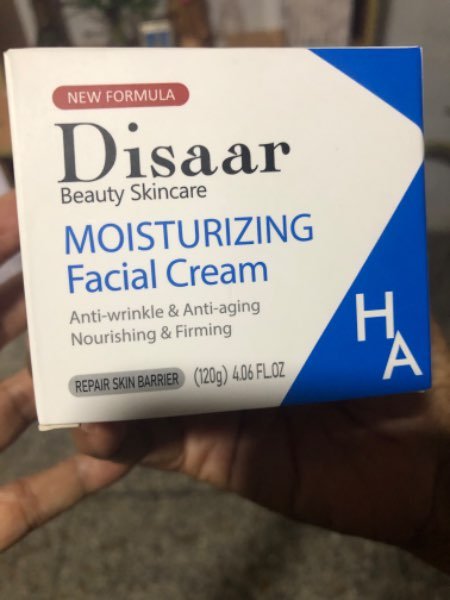 NEW FORMULA
Disaar
Beauty Skincare
MOISTURIZING
Facial Cream
Anti-wrinkle & Anti-aging
Nourishing & Firming
REPAIR SKIN BARRIER (120g) 4.06 FL.OZ
HA